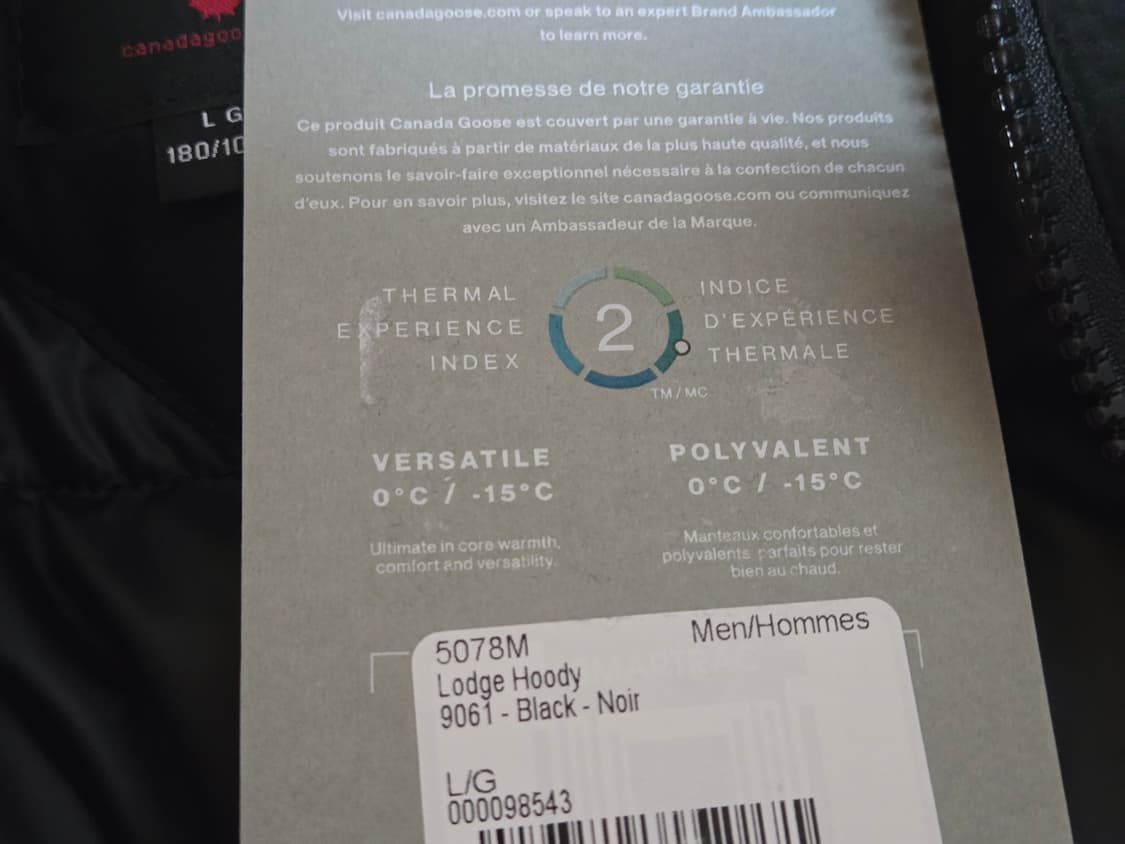 canadagoo
L G
180/10
Visit canadagoose.com or speak to an expert Brand Ambassador
to learn more.
La promesse de notre garantie
Ce produit Canada Goose est couvert par une garantie à vie. Nos produits
sont fabriqués à partir de matériaux de la plus haute qualité, et nous
soutenons le savoir-faire exceptionnel nécessaire à la confection de chacun
d'eux. Pour en savoir plus, visitez le site canadagoose.com ou communiquez
avec un Ambassadeur de la Marque.
THERMAL
EXPERIENCE
INDEX
2
INDICE
D'EXPÉRIENCE
THERMALE
TM/MC
VERSATILE
0°C / -15°C
Ultimate in core warmth,
comfort and versatility.
POLYVALENT
0°C / -15°C
Manteaux confortables et
polyvalents parfaits pour rester
bien au chaud.
5078M
Men/Hommes
Lodge Hoody
9061 - Black - Noir
L/G
000098543